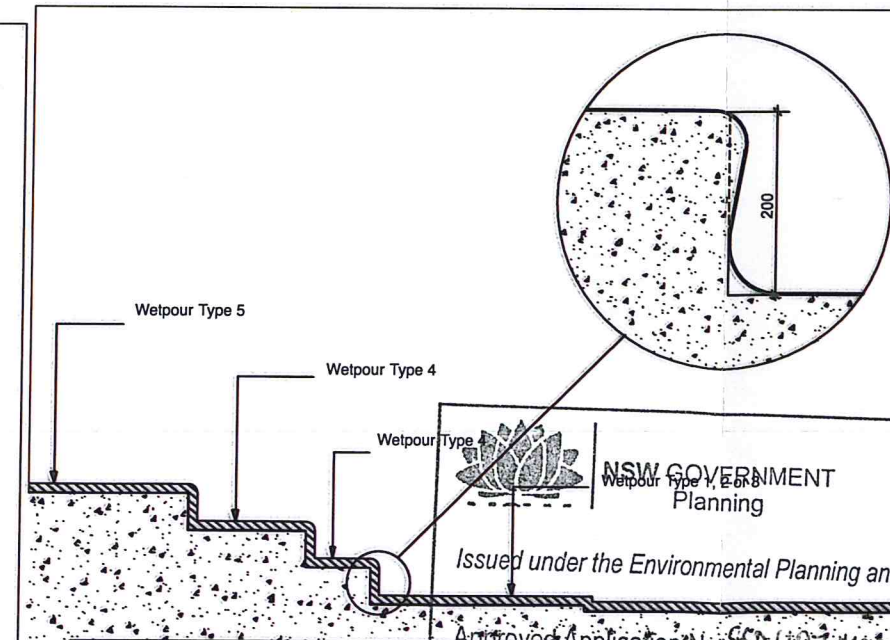 200
Wetpour Type 5
Wetpour Type 4
Wetpour Type 4
NSW GOVERNMENT
Wetpour Type 1, 2 or 3
Planning
Issued under the Environmental Planning an
Approved Application No